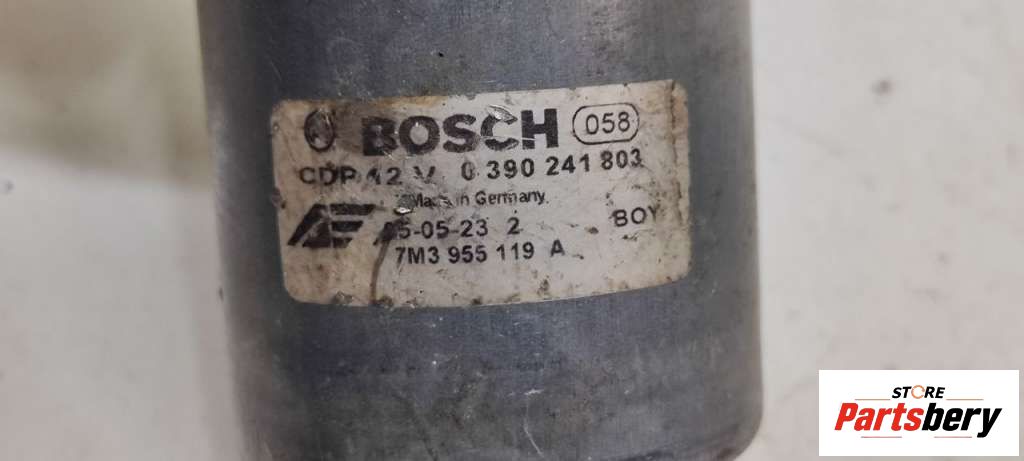 BOSCH 058
CDP 12 V 0 390 241 803
Made in Germany
05-05-23 2 BOY
7M3 955 119 A
STORE
Partsbery